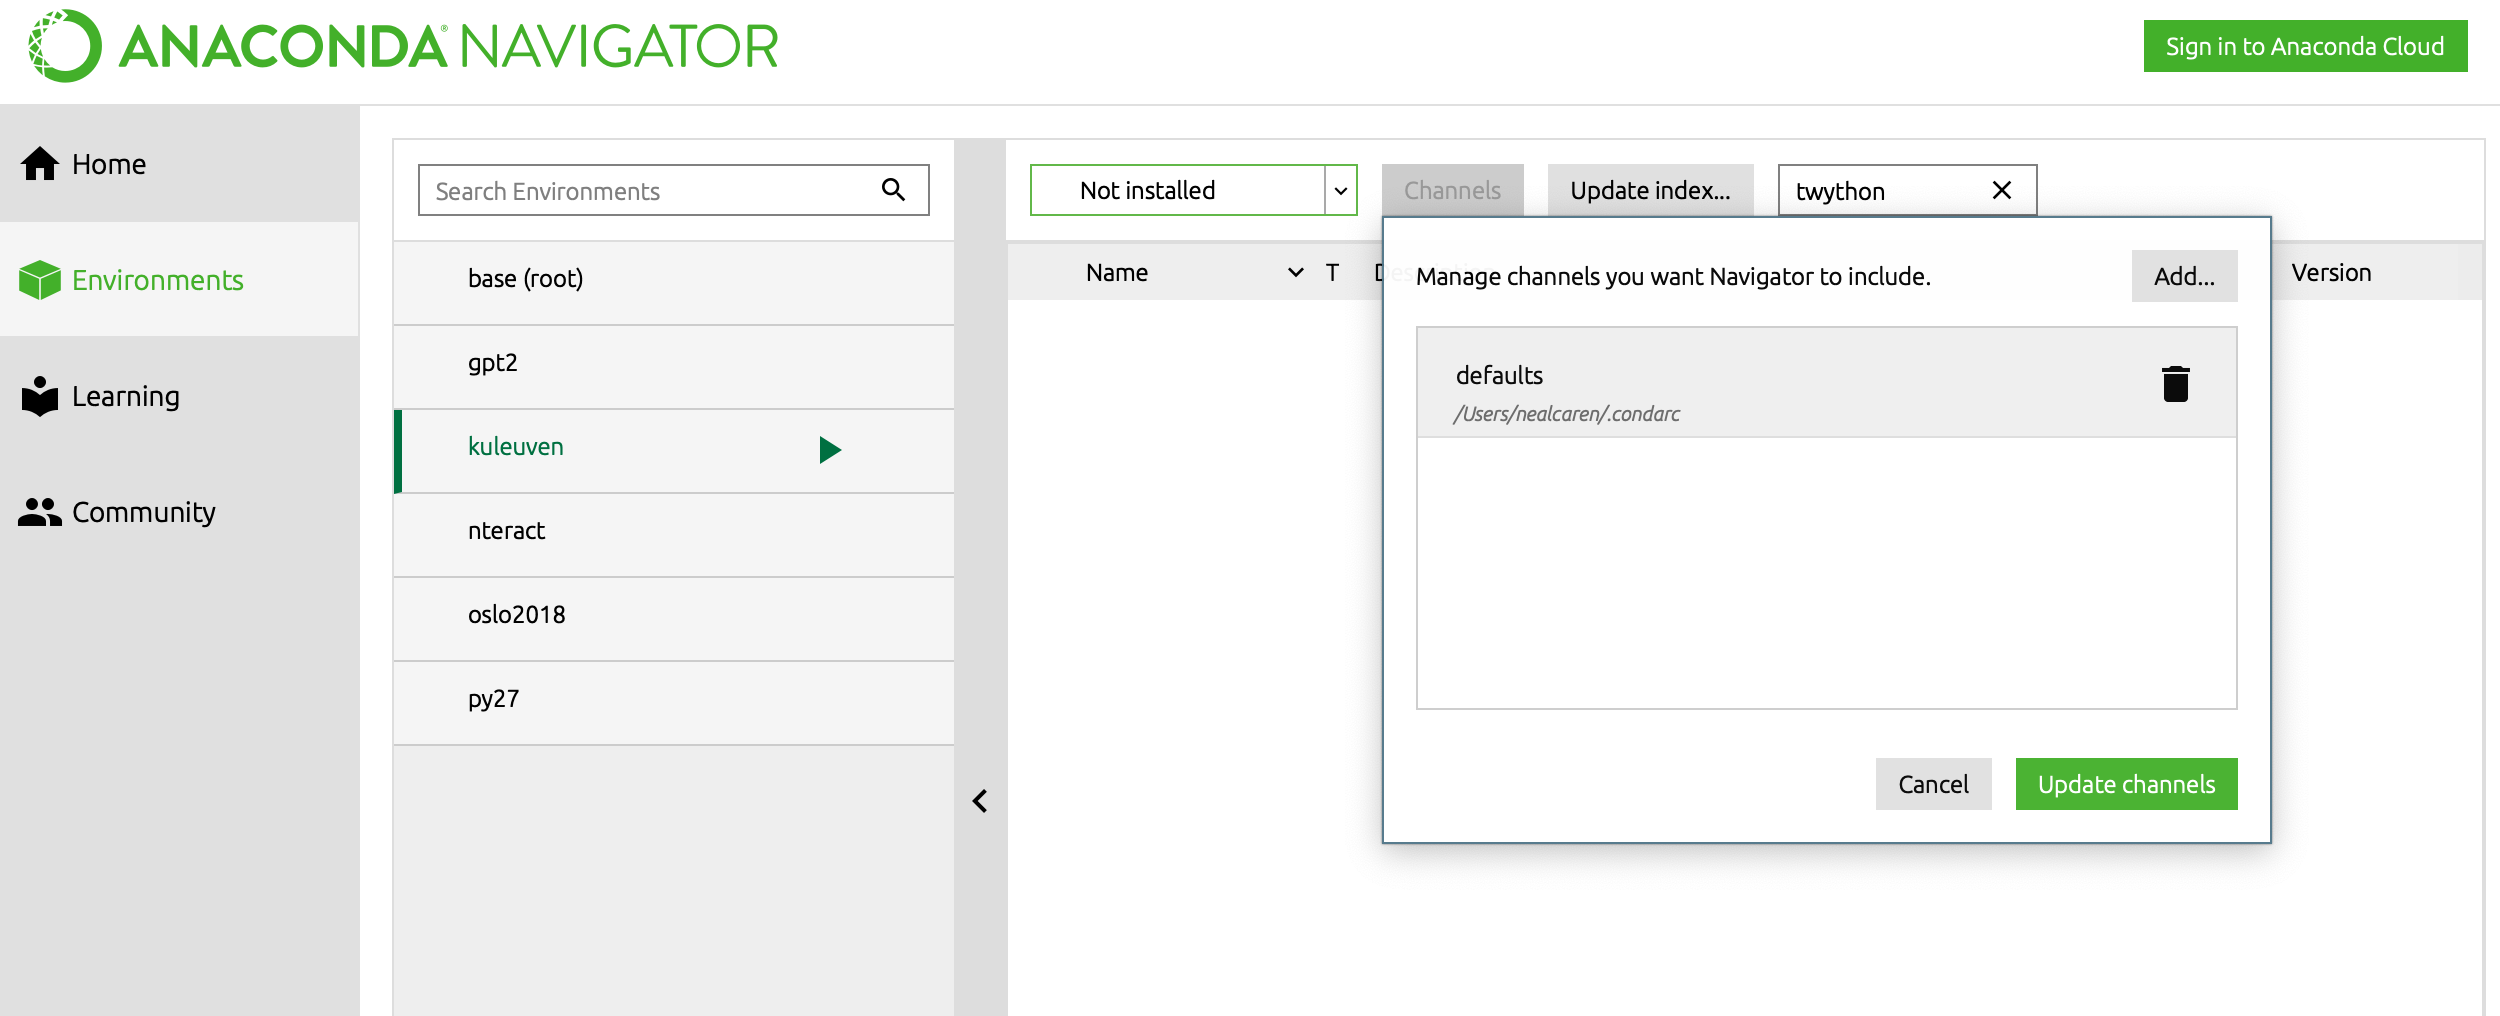 ANACONDA® NAVIGATOR
Sign in to Anaconda Cloud
Home
Environments
Learning
Community
Search Environments
base (root)
gpt2
kuleuven
nteract
oslo2018
py27
Not installed
Channels
Update index...
twython
Name
T
Version
Manage channels you want Navigator to include.
Add...
defaults
/Users/nealcaren/.condarc
Cancel
Update channels